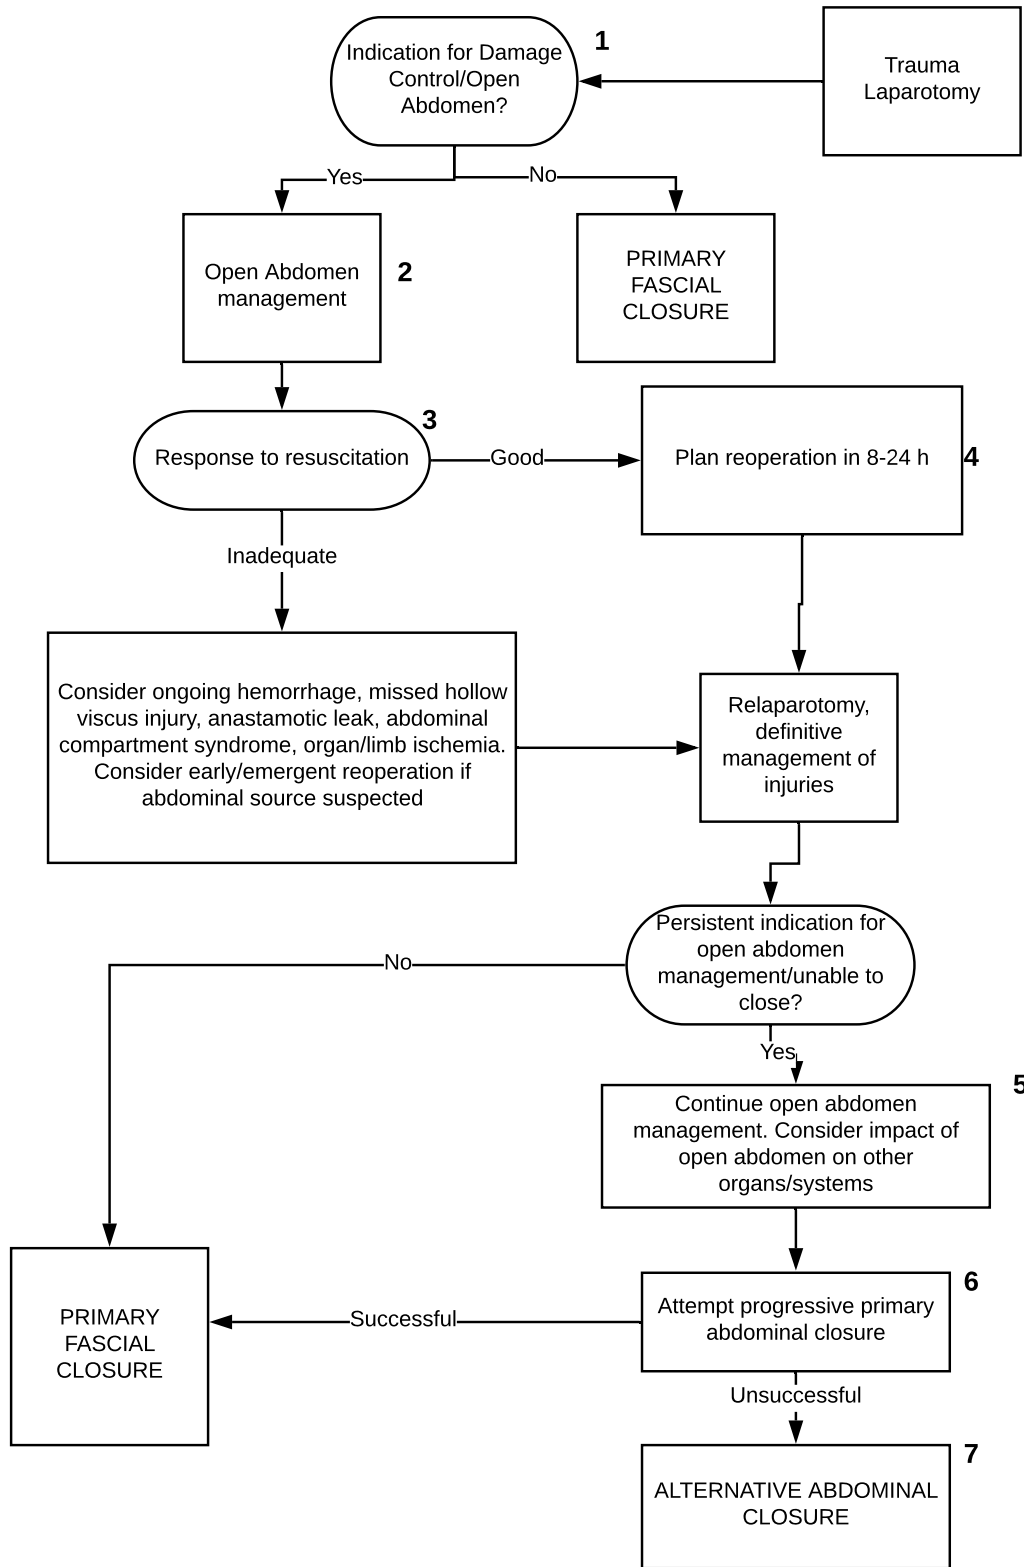 Indication for Damage
Control/Open
Abdomen?
1
Trauma
Laparotomy
Yes
No
Open Abdomen
management
2
PRIMARY
FASCIAL
CLOSURE
Response to resuscitation
3
Good
Plan reoperation in 8-24 h
4
Inadequate
Consider ongoing hemorrhage, missed hollow
viscus injury, anastamotic leak, abdominal
compartment syndrome, organ/limb ischemia.
Consider early/emergent reoperation if
abdominal source suspected
Relaparotomy,
definitive
management of
injuries
Persistent indication for
open abdomen
management/unable to
close?
No
Yes
5
Continue open abdomen
management. Consider impact of
open abdomen on other
organs/systems
6
Attempt progressive primary
abdominal closure
Successful
PRIMARY
FASCIAL
CLOSURE
Unsuccessful
7
ALTERNATIVE ABDOMINAL
CLOSURE